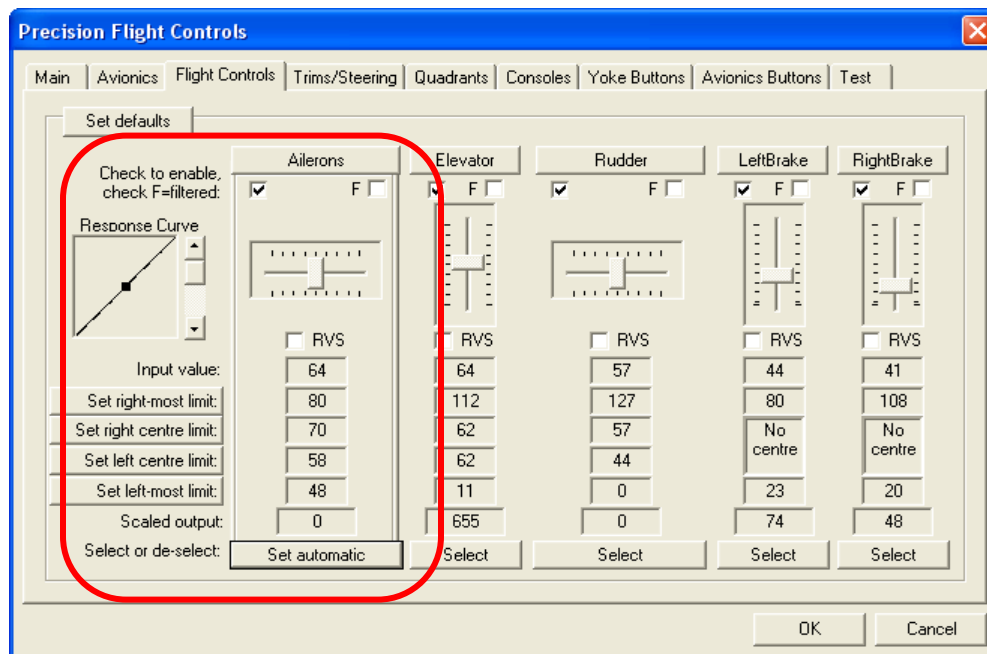 Precision Flight Controls
Main Avionics Flight Controls Trims/Steering Quadrants Consoles Yoke Buttons Avionics Buttons Test
Set defaults
Ailerons Elevator Rudder LeftBrake RightBrake
Check to enable,
check F=filtered:
F F F F F
Response Curve
RVS RVS RVS RVS RVS
Input value: 64 64 57 44 41
Set right-most limit: 80 112 127 80 108
Set right centre limit: 70 62 57 No centre No centre
Set left centre limit: 58 62 44
Set left-most limit: 48 11 0 23 20
Scaled output: 0 655 0 74 48
Select or de-select: Set automatic Select Select Select Select
OK Cancel